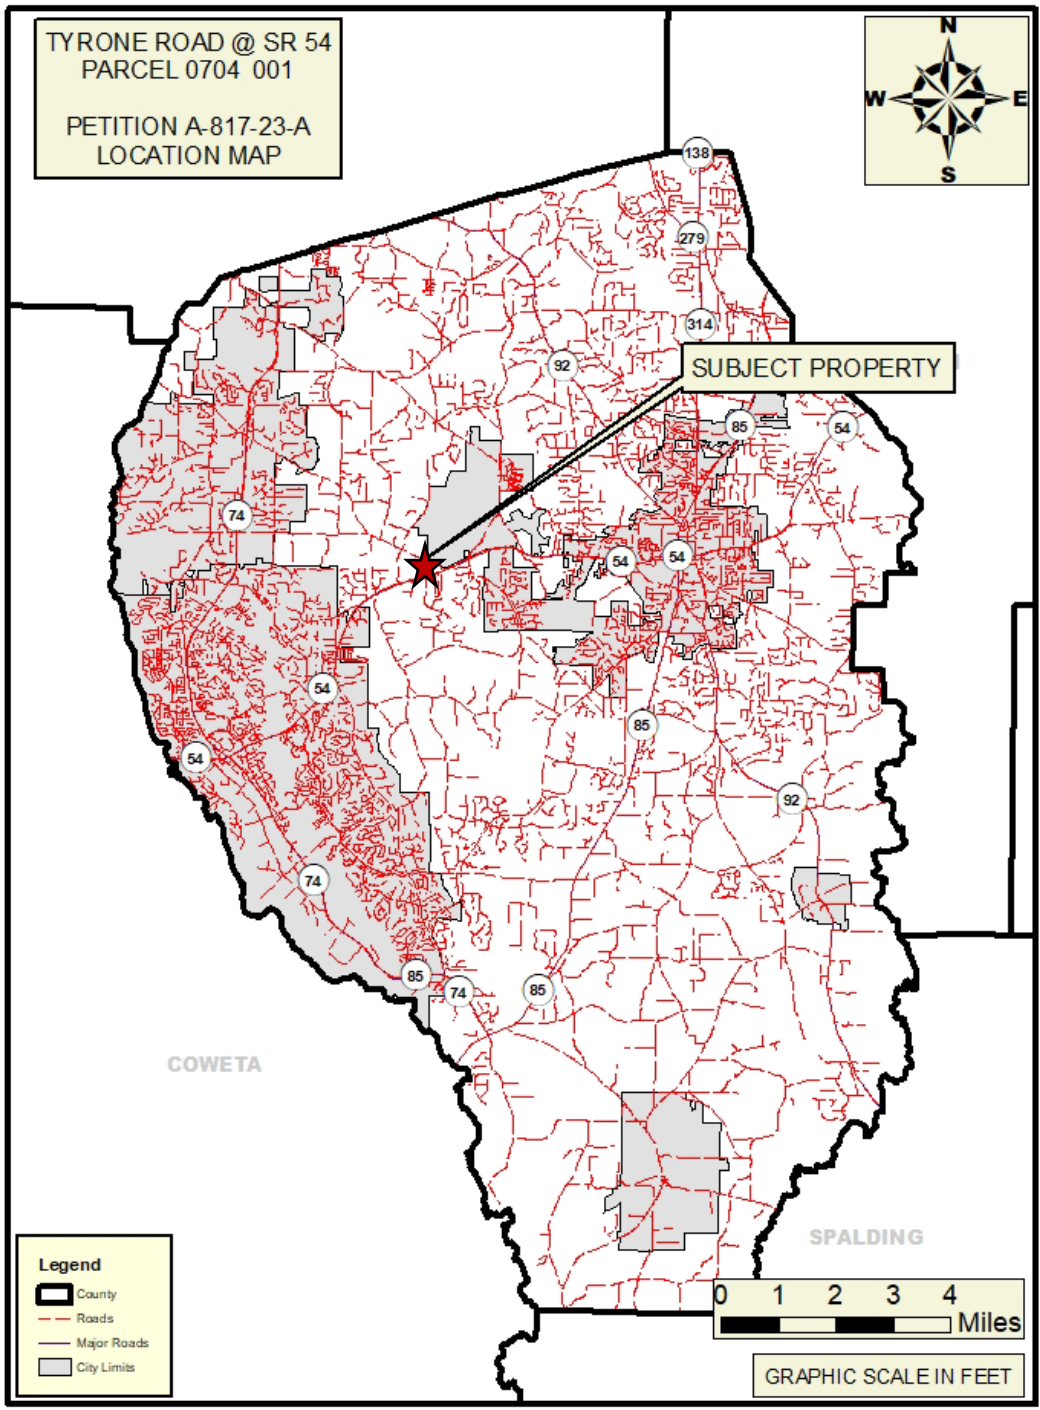 TYRONE ROAD @ SR 54
PARCEL 0704 001
PETITION A-817-23-A
LOCATION MAP
N
W
E
S
138
279
314
92
SUBJECT PROPERTY
85
54
74
54
54
54
85
54
92
74
85
74
85
COWETA
SPALDING
Legend
County
Roads
Major Roads
City Limits
0 1 2 3 4
Miles
GRAPHIC SCALE IN FEET